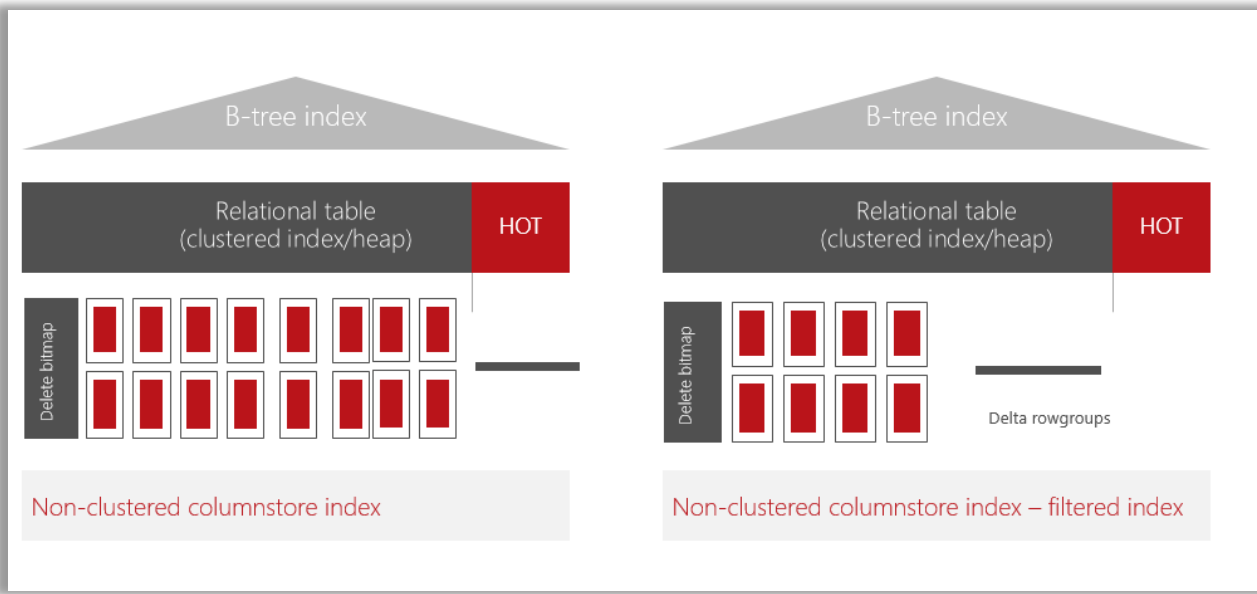 B-tree index
Relational table
(clustered index/heap)
HOT
Delete bitmap
Non-clustered columnstore index
B-tree index
Relational table
(clustered index/heap)
HOT
Delete bitmap
Delta rowgroups
Non-clustered columnstore index – filtered index